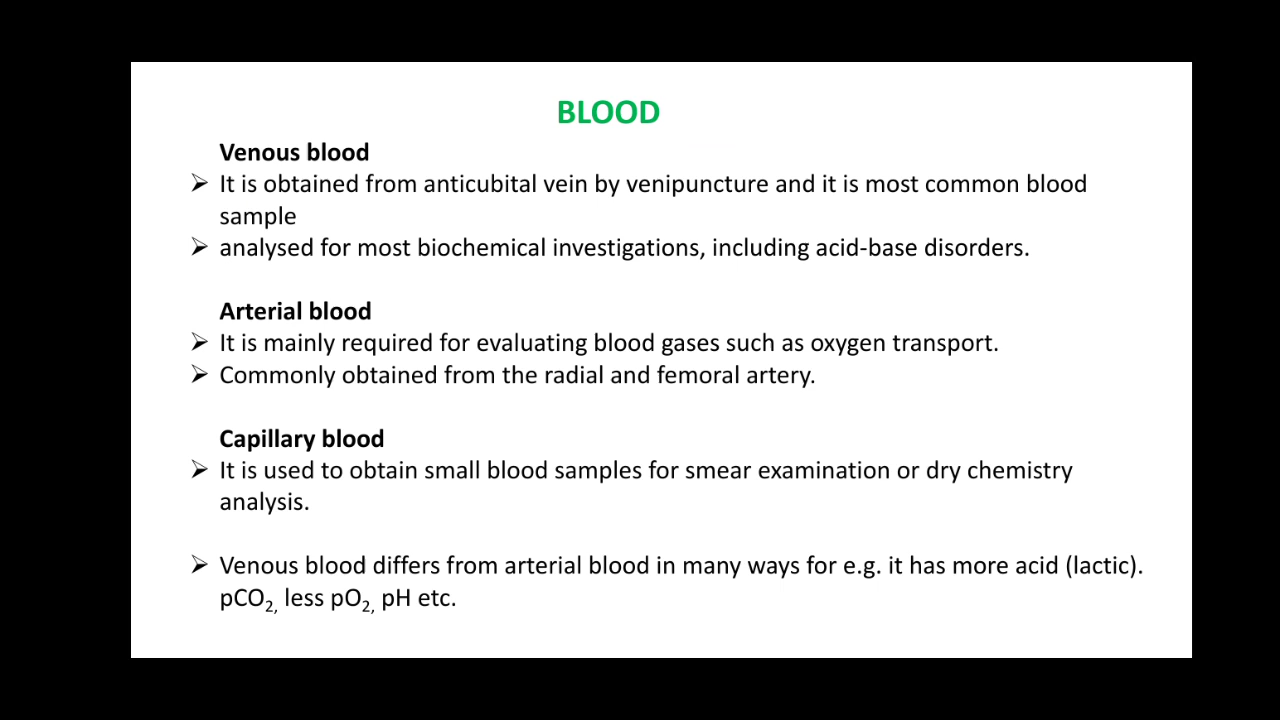 BLOOD
Venous blood
➢ It is obtained from anticubital vein by venipuncture and it is most common blood
sample
➢ analysed for most biochemical investigations, including acid-base disorders.
Arterial blood
➢ It is mainly required for evaluating blood gases such as oxygen transport.
➢ Commonly obtained from the radial and femoral artery.
Capillary blood
➢ It is used to obtain small blood samples for smear examination or dry chemistry
analysis.
➢ Venous blood differs from arterial blood in many ways for e.g. it has more acid (lactic).
pCO₂, less pO₂, pH etc.